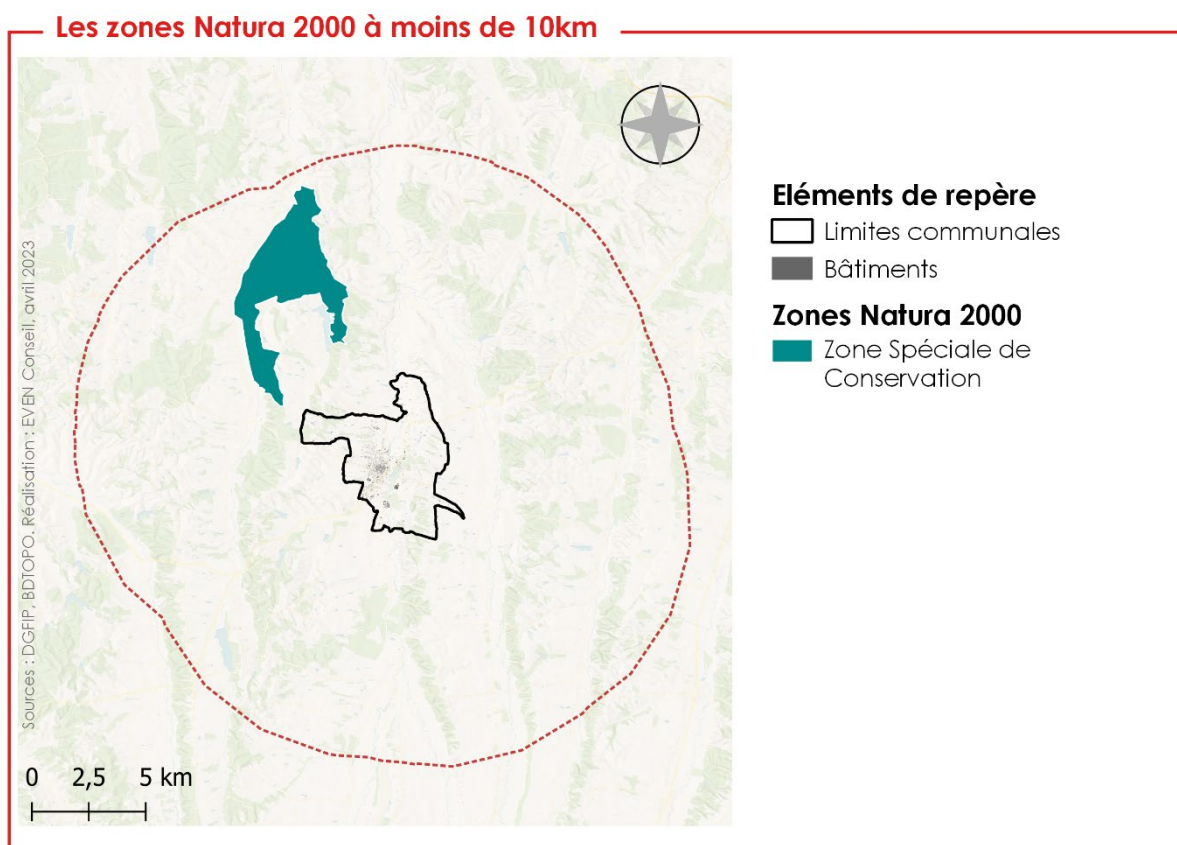 Les zones Natura 2000 à moins de 10km
Sources : DGFIP, BDTOPO. Réalisation : EVEN Conseil, avril 2023
0 2,5 5 km
Eléments de repère
Limites communales
Bâtiments
Zones Natura 2000
Zone Spéciale de
Conservation